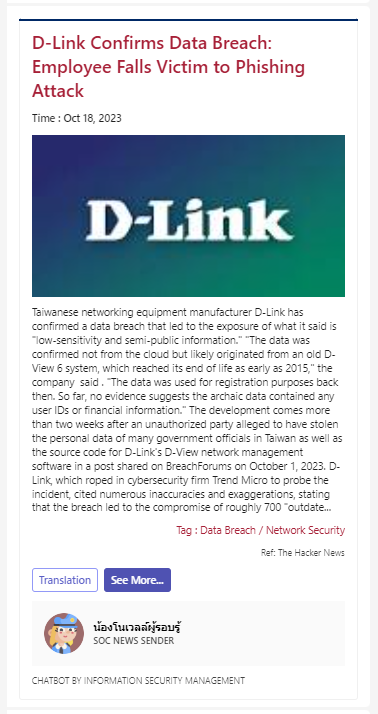 D-Link Confirms Data Breach:
Employee Falls Victim to Phishing
Attack
Time : Oct 18, 2023
D-Link
Taiwanese networking equipment manufacturer D-Link has
confirmed a data breach that led to the exposure of what it said is
"low-sensitivity and semi-public information." "The data was
confirmed not from the cloud but likely originated from an old D-
View 6 system, which reached its end of life as early as 2015," the
company  said . "The data was used for registration purposes back
then. So far, no evidence suggests the archaic data contained any
user IDs or financial information." The development comes more
than two weeks after an unauthorized party alleged to have stolen
the personal data of many government officials in Taiwan as well as
the source code for D-Link's D-View network management
software in a post shared on BreachForums on October 1, 2023. D-
Link, which roped in cybersecurity firm Trend Micro to probe the
incident, cited numerous inaccuracies and exaggerations, stating
that the breach led to the compromise of roughly 700 "outdate...
Tag : Data Breach / Network Security
Ref: The Hacker News
Translation
See More...
น้องโนเวลล์ผู้รอบรู้
SOC NEWS SENDER
CHATBOT BY INFORMATION SECURITY MANAGEMENT